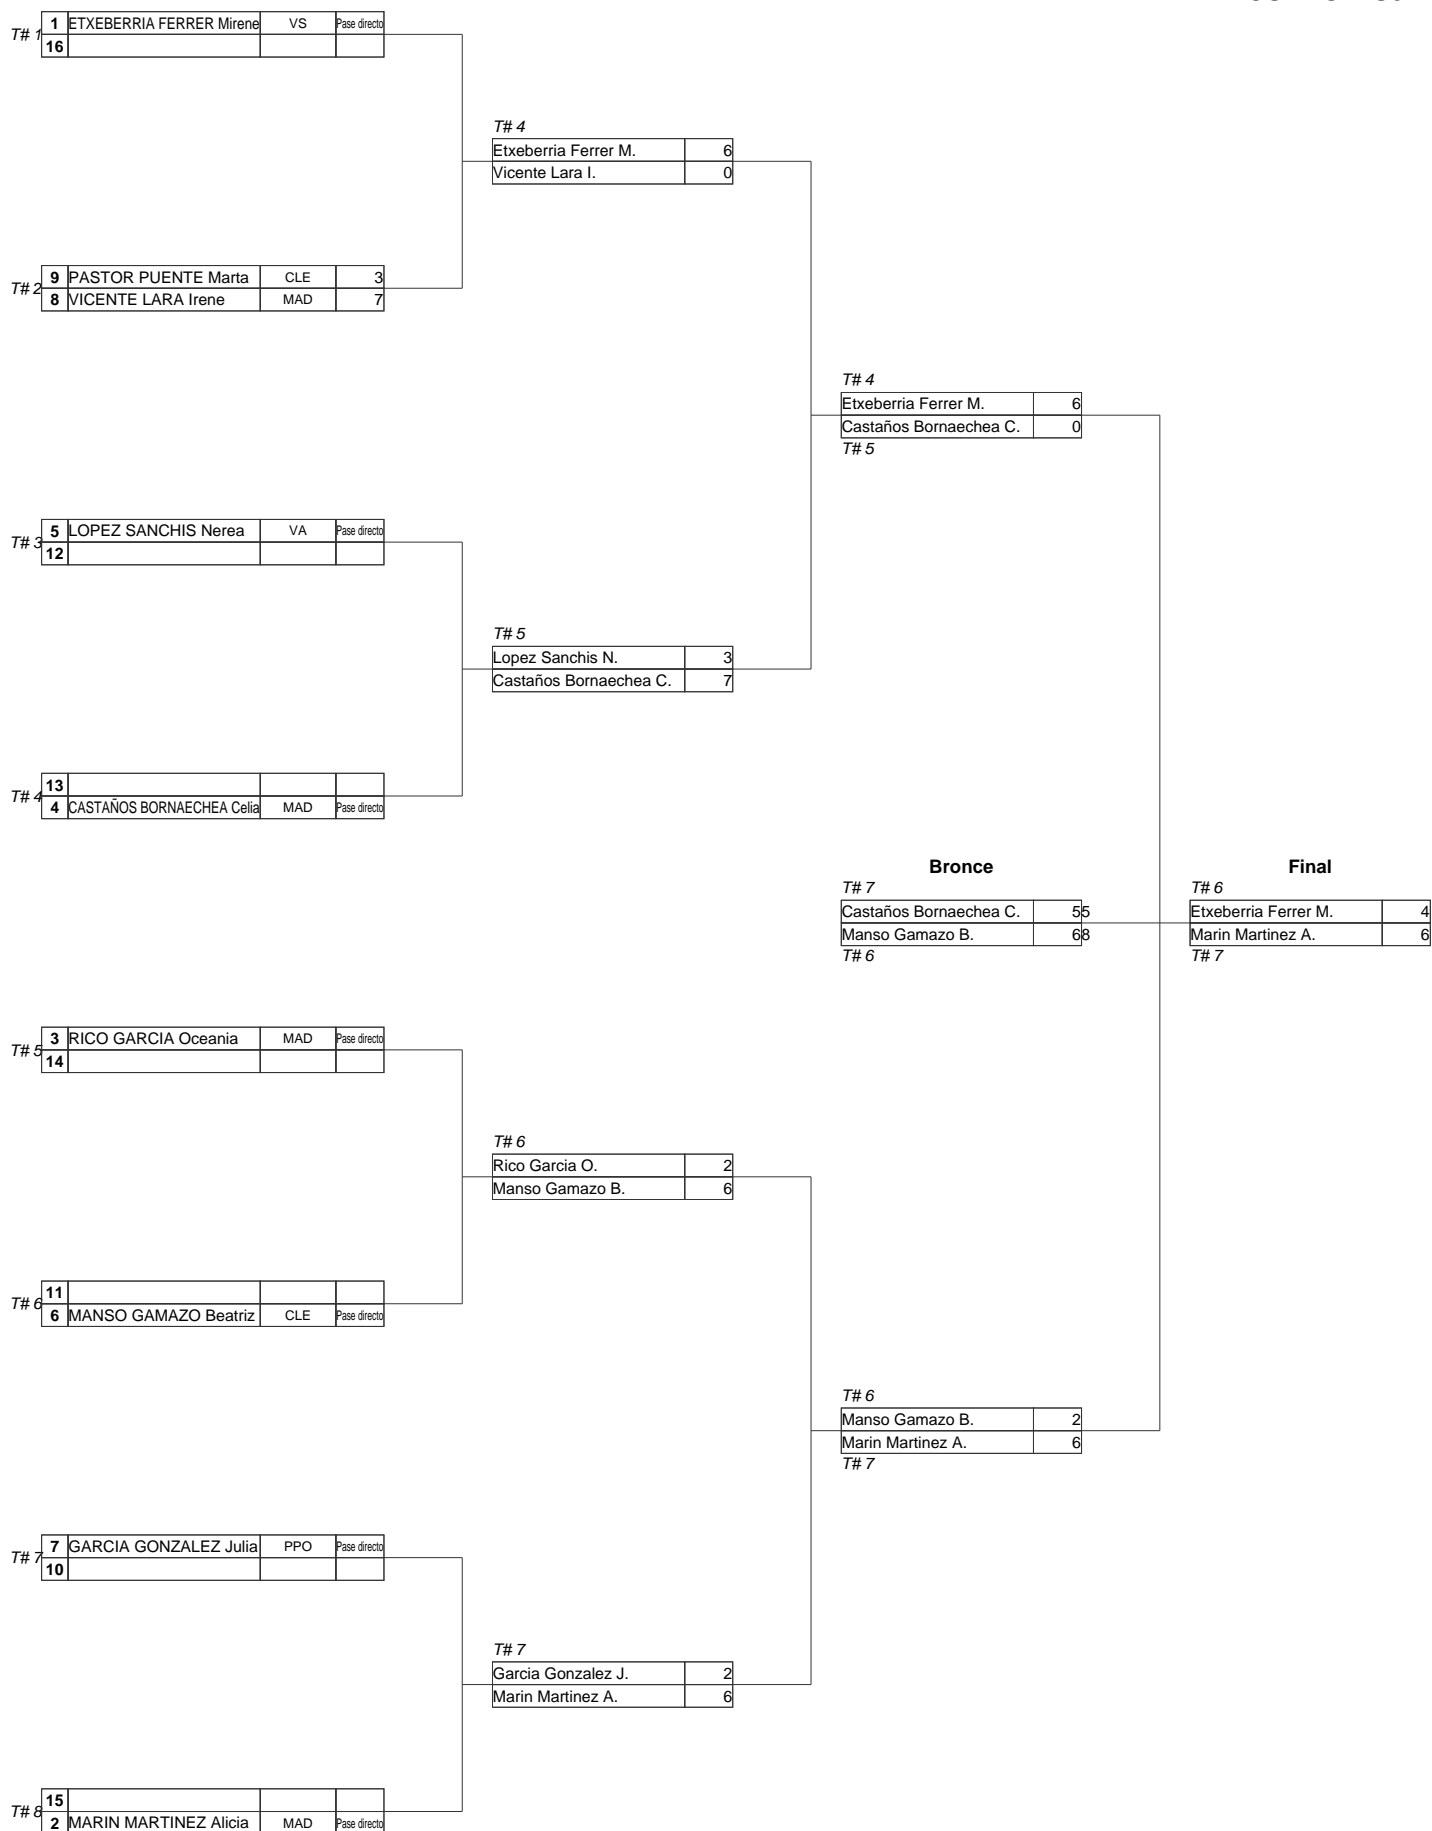 T# 1
1 ETXEBERRIA FERRER Mirene VS Pase directo
16
T# 4
Etxeberria Ferrer M. 6
Vicente Lara I. 0
T# 2
9 PASTOR PUENTE Marta CLE 3
8 VICENTE LARA Irene MAD 7
T# 4
Etxeberria Ferrer M. 6
Castaños Bornaechea C. 0
T# 5
T# 3
5 LOPEZ SANCHIS Nerea VA Pase directo
12
T# 5
Lopez Sanchis N. 3
Castaños Bornaechea C. 7
T# 4
13
4 CASTAÑOS BORNAECHEA Celia MAD Pase directo
Bronce
T# 7
Castaños Bornaechea C. 55
Manso Gamazo B. 68
T# 6
Final
T# 6
Etxeberria Ferrer M. 4
Marin Martinez A. 6
T# 7
T# 5
3 RICO GARCIA Oceania MAD Pase directo
14
T# 6
Rico Garcia O. 2
Manso Gamazo B. 6
T# 6
11
6 MANSO GAMAZO Beatriz CLE Pase directo
T# 6
Manso Gamazo B. 2
Marin Martinez A. 6
T# 7
T# 7
7 GARCIA GONZALEZ Julia PPO Pase directo
10
T# 7
Garcia Gonzalez J. 2
Marin Martinez A. 6
T# 8
15
2 MARIN MARTINEZ Alicia MAD Pase directo